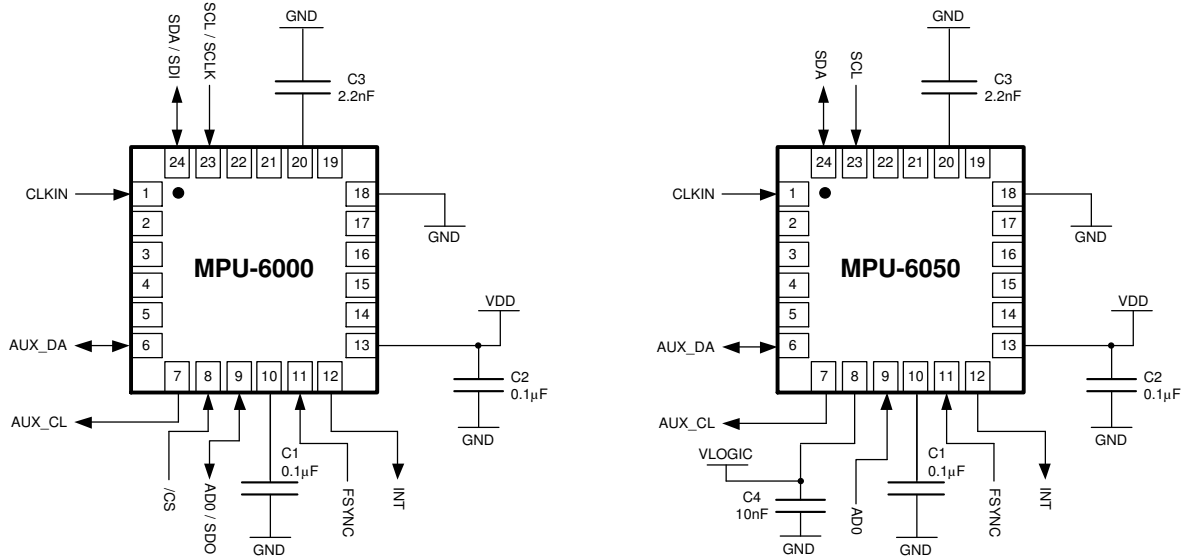 GND
SDA / SDI
SCL / SCLK
C3
2.2nF
24 23 22 21 20 19
CLKIN
1
2
3
4
5
6
18
17
16
15
14
13
GND
MPU-6000
VDD
AUX_DA
C2
0.1µF
GND
7 8 9 10 11 12
AUX_CL
/CS
AD0 / SDO
C1
0.1µF
GND
FSYNC
INT
GND
SDA
SCL
C3
2.2nF
24 23 22 21 20 19
CLKIN
1
2
3
4
5
6
18
17
16
15
14
13
GND
MPU-6050
VDD
AUX_DA
C2
0.1µF
GND
7 8 9 10 11 12
AUX_CL
VLOGIC
C4
10nF
GND
AD0
C1
0.1µF
GND
FSYNC
INT